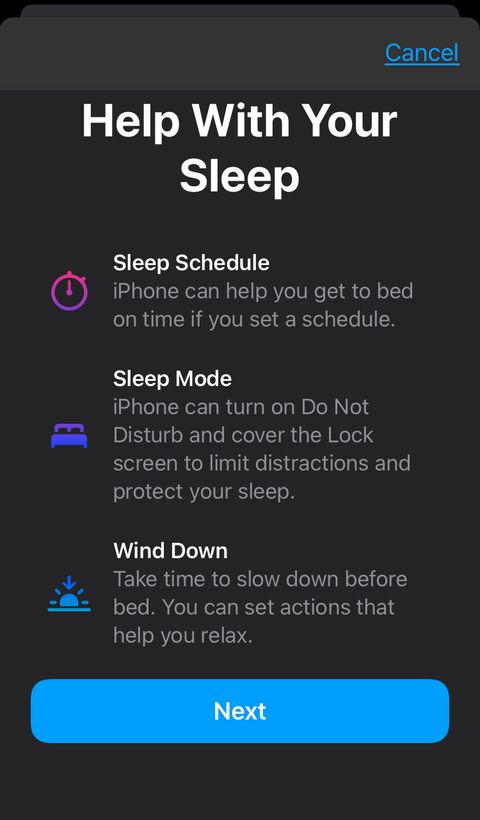 Cancel
Help With Your
Sleep
Sleep Schedule
iPhone can help you get to bed
on time if you set a schedule.
Sleep Mode
iPhone can turn on Do Not
Disturb and cover the Lock
screen to limit distractions and
protect your sleep.
Wind Down
Take time to slow down before
bed. You can set actions that
help you relax.
Next